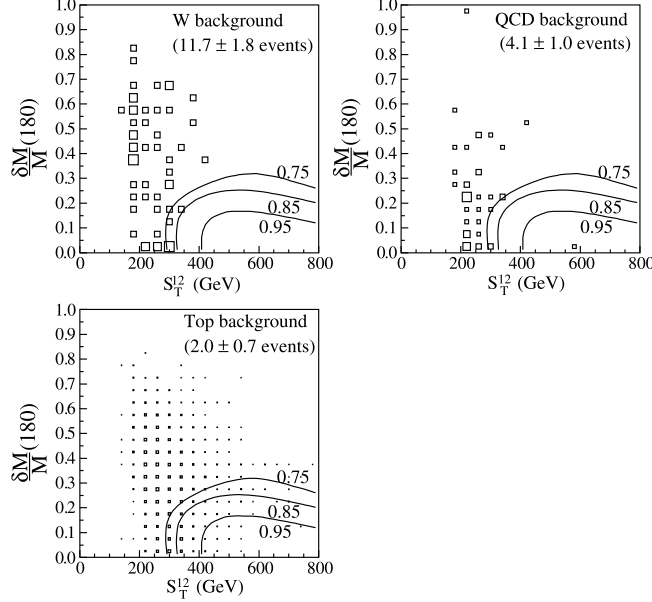 W background
(11.7 ± 1.8 events)
1.0
0.9
0.8
0.7
0.6
0.5
0.4
0.3
0.2
0.1
0.0
δM/M(180)
0.75
0.85
0.95
0 200 400 600 800
S_T^12 (GeV)
QCD background
(4.1 ± 1.0 events)
1.0
0.9
0.8
0.7
0.6
0.5
0.4
0.3
0.2
0.1
0.0
δM/M(180)
0.75
0.85
0.95
0 200 400 600 800
S_T^12 (GeV)
Top background
(2.0 ± 0.7 events)
1.0
0.9
0.8
0.7
0.6
0.5
0.4
0.3
0.2
0.1
0.0
δM/M(180)
0.75
0.85
0.95
0 200 400 600 800
S_T^12 (GeV)